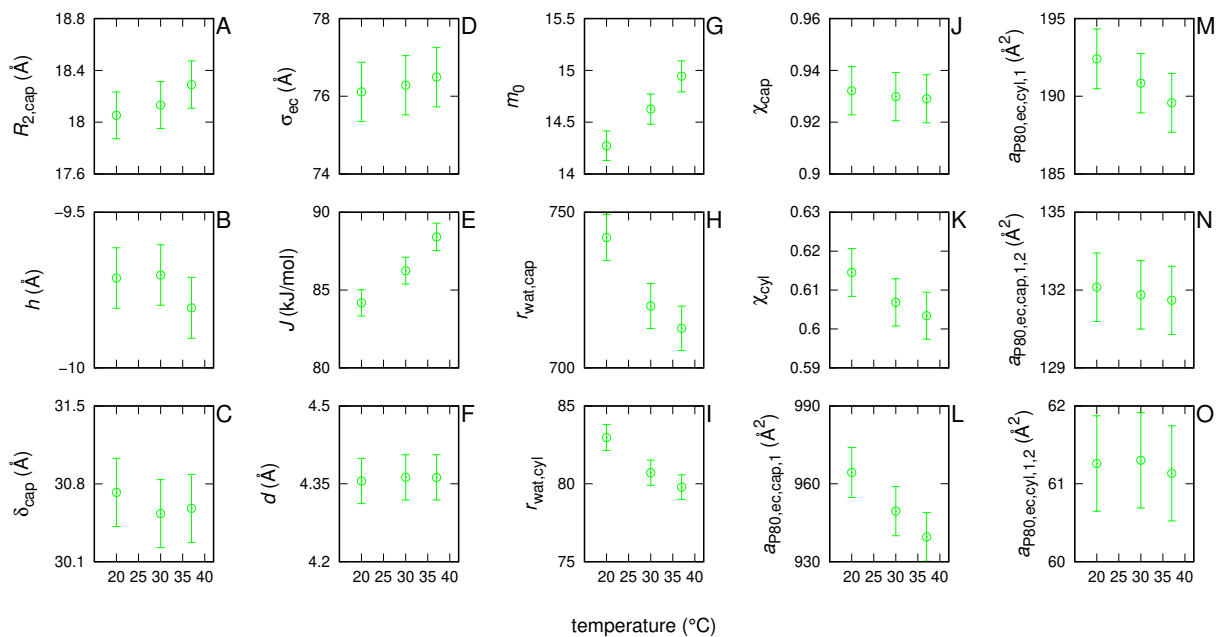 A
R2,cap (Å)
18.8
18.4
18
17.6
D
σec (Å)
78
76
74
G
m0
15.5
15
14.5
14
J
χcap
0.96
0.94
0.92
0.9
M
aP80,ec,cyl,1 (Å2)
195
190
185
B
h (Å)
−9.5
−10
E
J (kJ/mol)
90
85
80
H
rwat,cap
750
700
K
χcyl
0.63
0.62
0.61
0.6
0.59
N
aP80,ec,cap,1,2 (Å2)
135
132
129
C
δcap (Å)
31.5
30.8
30.1
20 25 30 35 40
F
d (Å)
4.5
4.35
4.2
20 25 30 35 40
I
rwat,cyl
85
80
75
20 25 30 35 40
L
aP80,ec,cap,1 (Å2)
990
960
930
20 25 30 35 40
O
aP80,ec,cyl,1,2 (Å2)
62
61
60
20 25 30 35 40
temperature (°C)